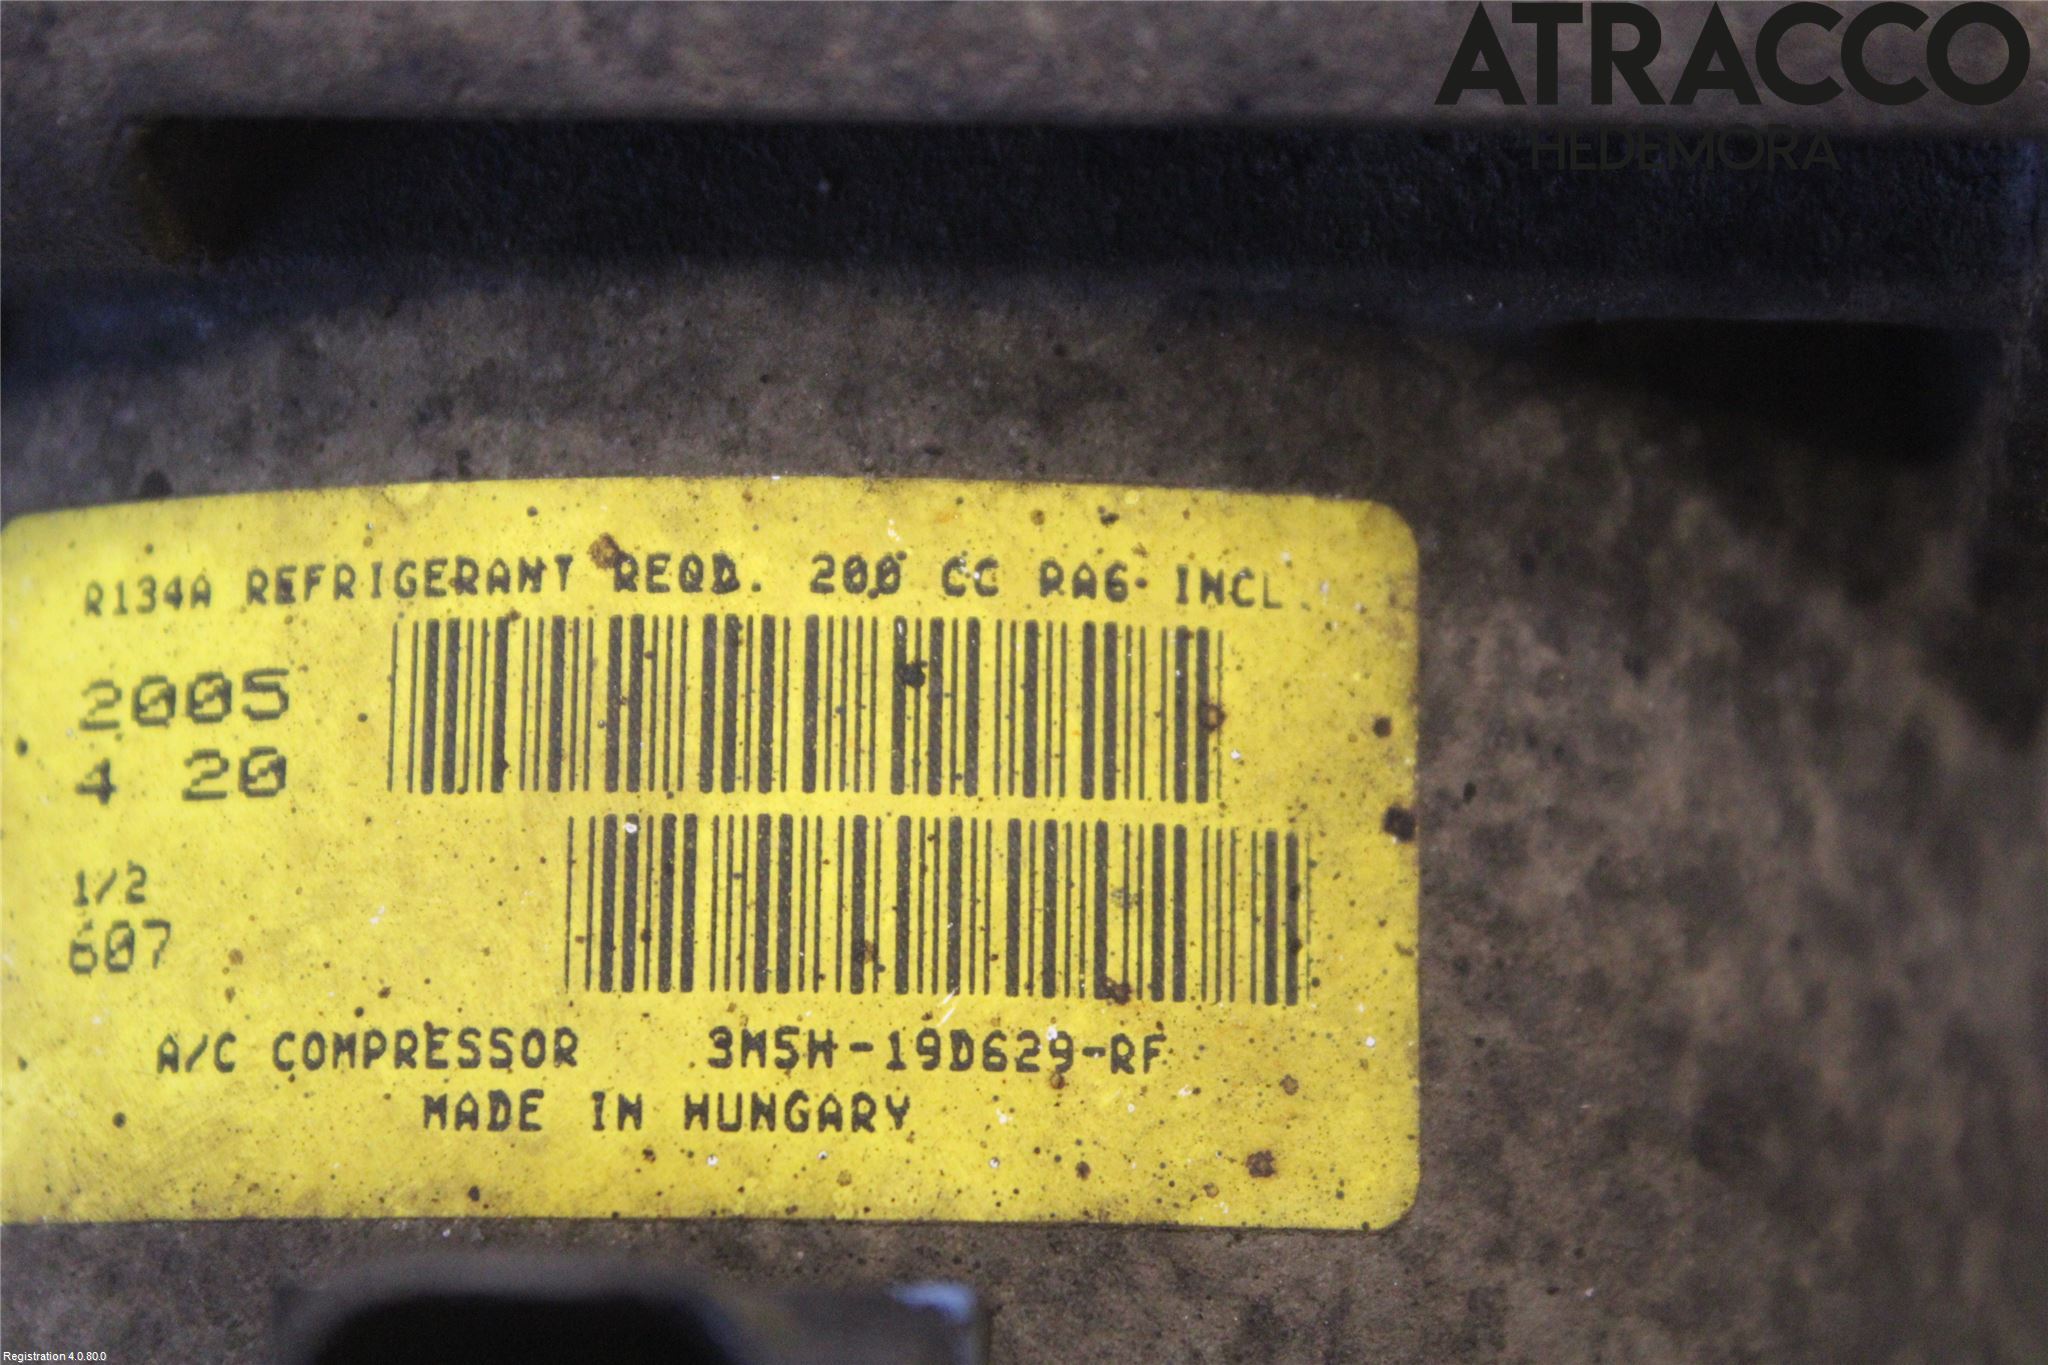 ATRACCO
HEDEMORA
R134A REFRIGERANT REQD. 200 CC RA6 INCL
2005
4 20
1/2
607
A/C COMPRESSOR 3M5H-19D629-RF
MADE IN HUNGARY
Registration 4.0.80.0